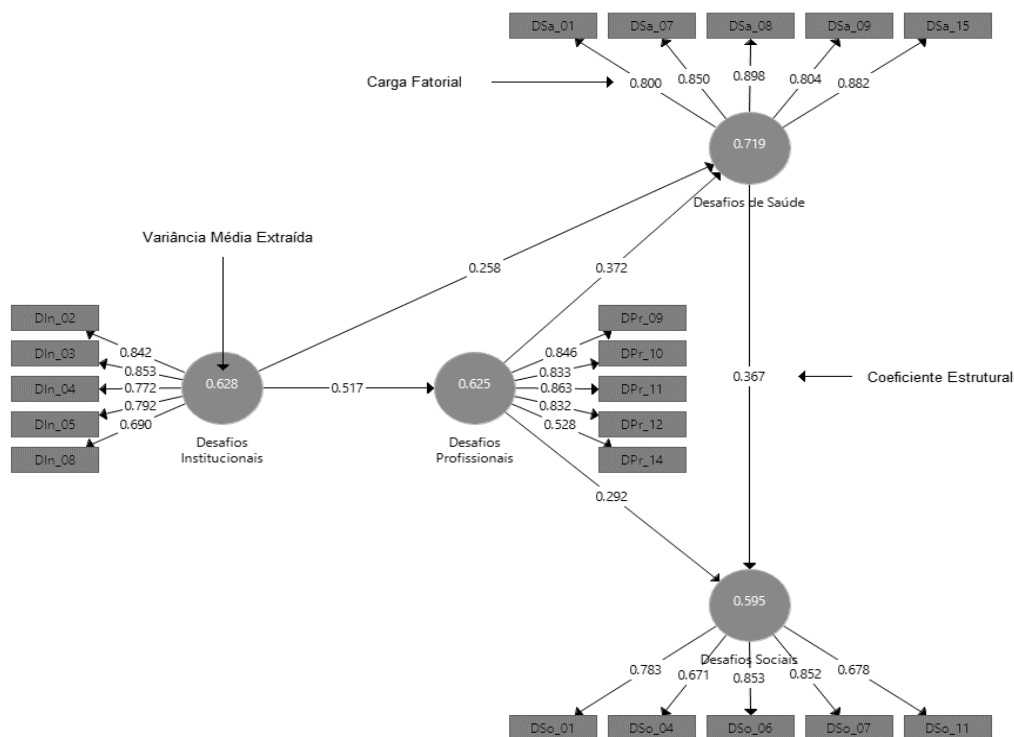 DSa_01 DSa_07 DSa_08 DSa_09 DSa_15
Carga Fatorial
0.800 0.850 0.898 0.804 0.882
0.719
Desafios de Saúde
Variância Média Extraída
0.258 0.372
DIn_02
DIn_03
DIn_04
DIn_05
DIn_08
0.842
0.853
0.772
0.792
0.690
0.628
Desafios
Institucionais
0.517
0.625
Desafios
Profissionais
0.846
0.833
0.863
0.832
0.528
DPr_09
DPr_10
DPr_11
DPr_12
DPr_14
0.367
Coeficiente Estrutural
0.292
0.595
Desafios Sociais
0.783 0.671 0.853 0.852 0.678
DSo_01 DSo_04 DSo_06 DSo_07 DSo_11